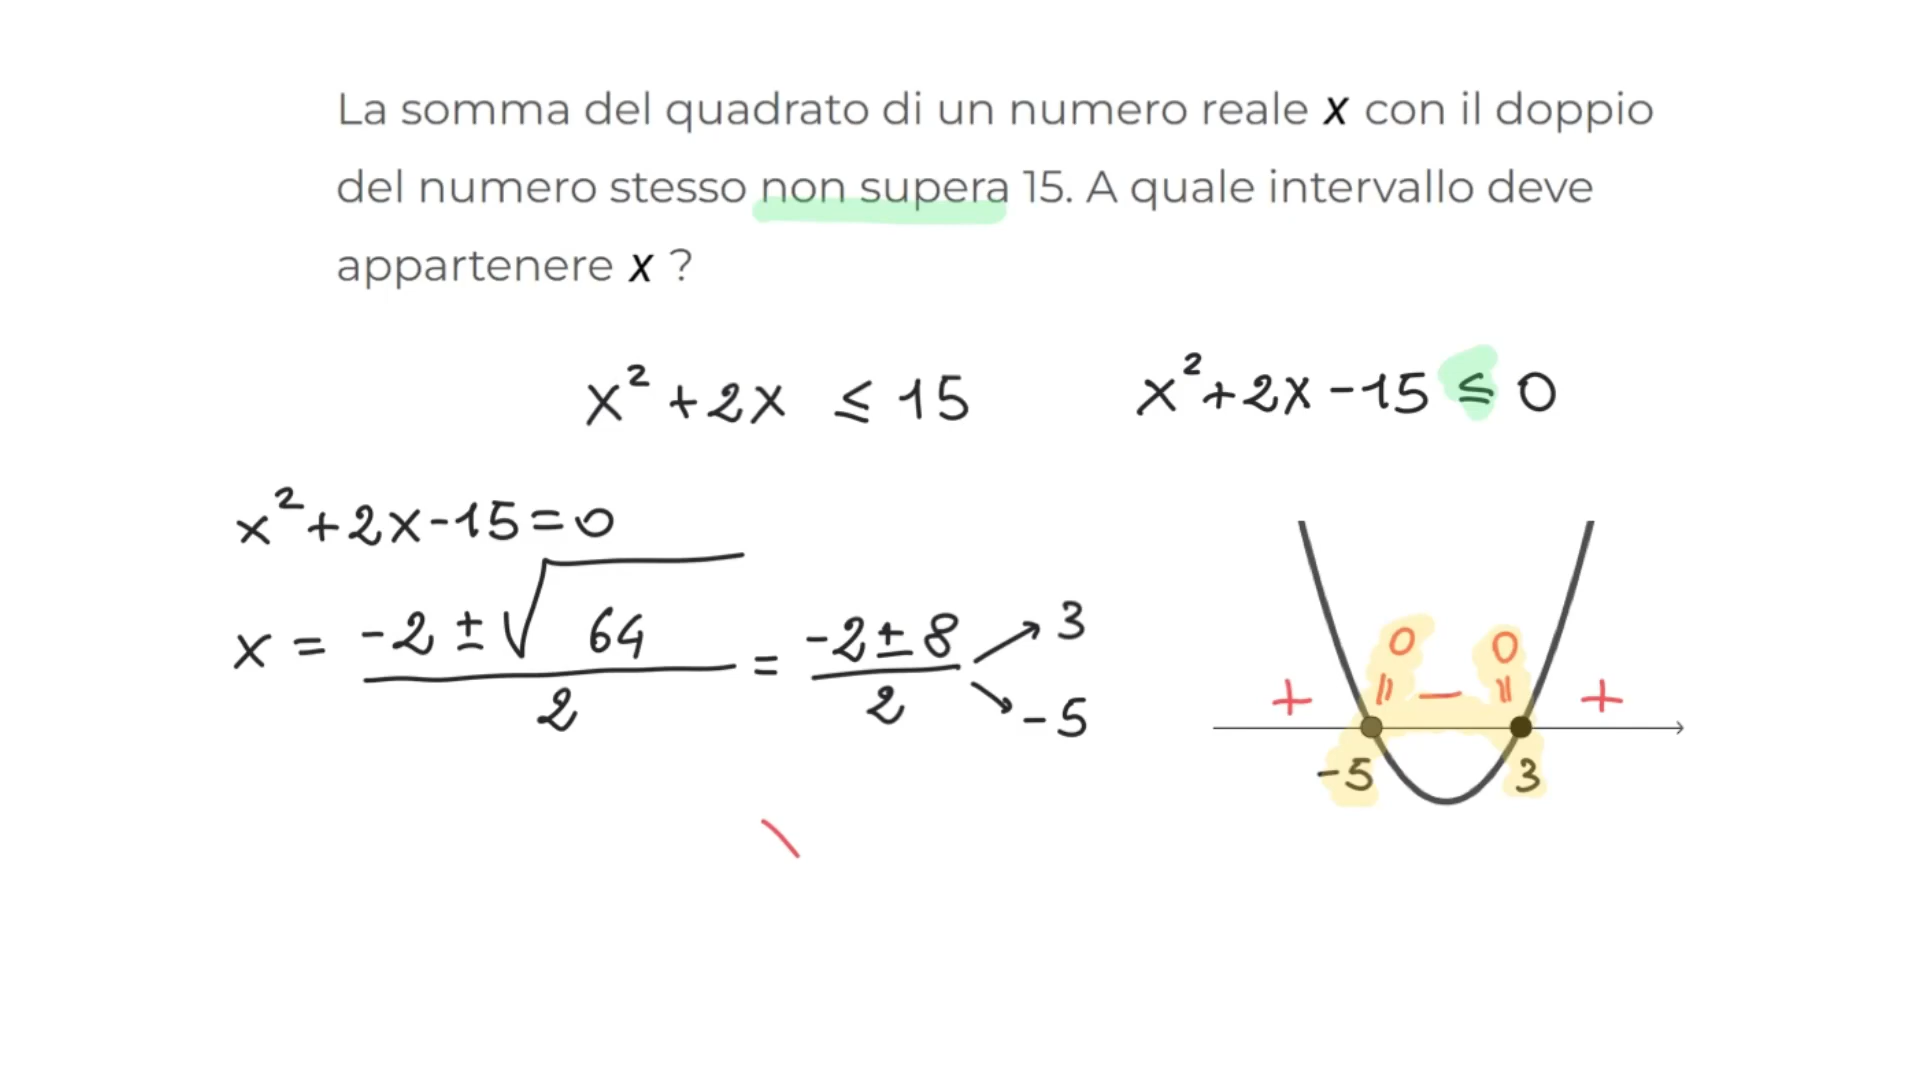 La somma del quadrato di un numero reale x con il doppio
del numero stesso non supera 15. A quale intervallo deve
appartenere x ?
x² + 2x ≤ 15
x² + 2x - 15 ≤ 0
x² + 2x - 15 = 0
x = (-2 ± √64)/2 = (-2 ± 8)/2 ↗ 3 ↘ -5
0 0
+ || − || +
-5 3